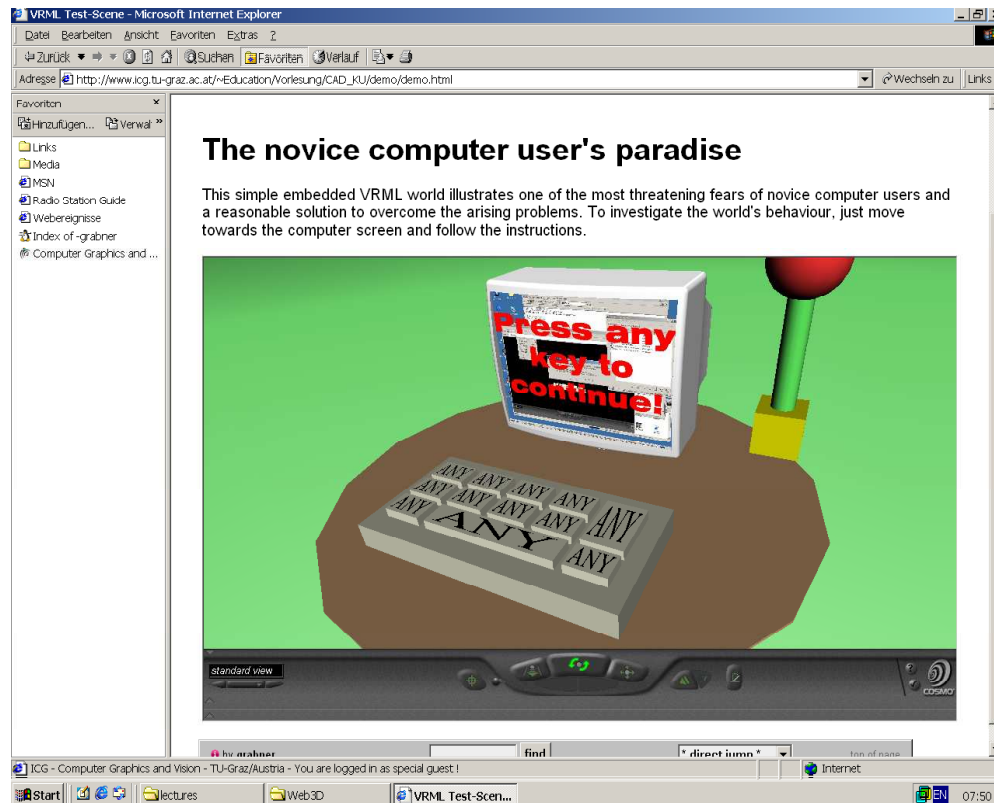 VRML Test-Scene - Microsoft Internet Explorer
Datei Bearbeiten Ansicht Favoriten Extras ?
Zurück Suchen Favoriten Verlauf
Adresse http://www.icg.tu-graz.ac.at/~Education/Vorlesung/CAD_KU/demo/demo.html Wechseln zu Links
Favoriten ×
Hinzufügen... Verwal »
Links
Media
MSN
Radio Station Guide
Webereignisse
Index of -grabner
Computer Graphics and ...
The novice computer user's paradise
This simple embedded VRML world illustrates one of the most threatening fears of novice computer users and
a reasonable solution to overcome the arising problems. To investigate the world's behaviour, just move
towards the computer screen and follow the instructions.
Press any
key to
continue!
ANY ANY ANY ANY
ANY ANY ANY ANY ANY
ANY ANY ANY
standard view
COSMO
by grabner find * direct jump * top of page
ICG - Computer Graphics and Vision - TU-Graz/Austria - You are logged in as special guest ! Internet
Start lectures Web3D VRML Test-Scen... EN 07:50